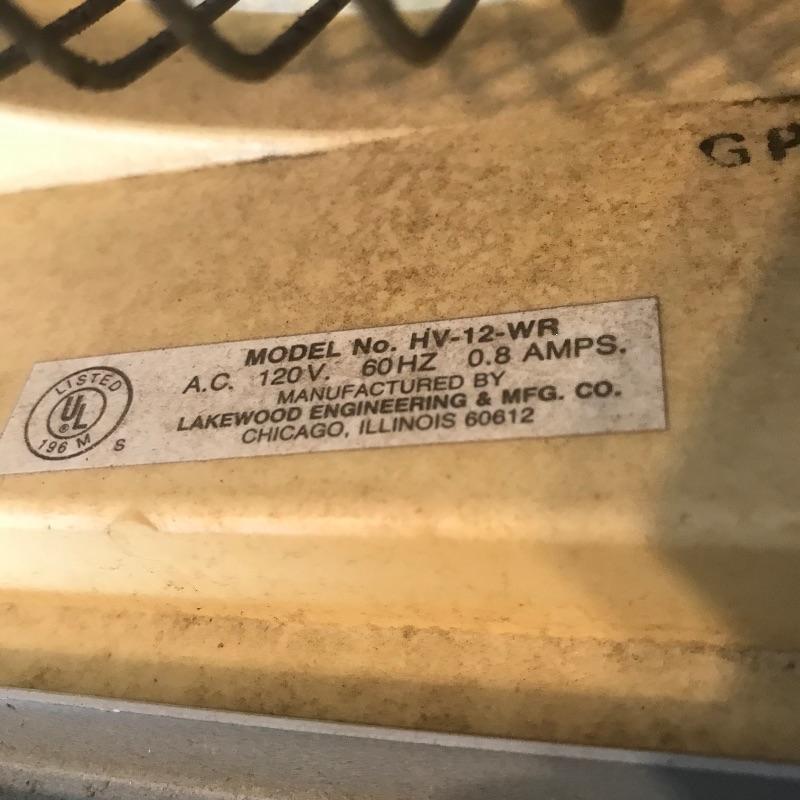 GP
MODEL No. HV-12-WR
A.C. 120V. 60HZ 0.8 AMPS.
MANUFACTURED BY
LAKEWOOD ENGINEERING & MFG. CO.
CHICAGO, ILLINOIS 60612
LISTED
UL
®
196 M
S